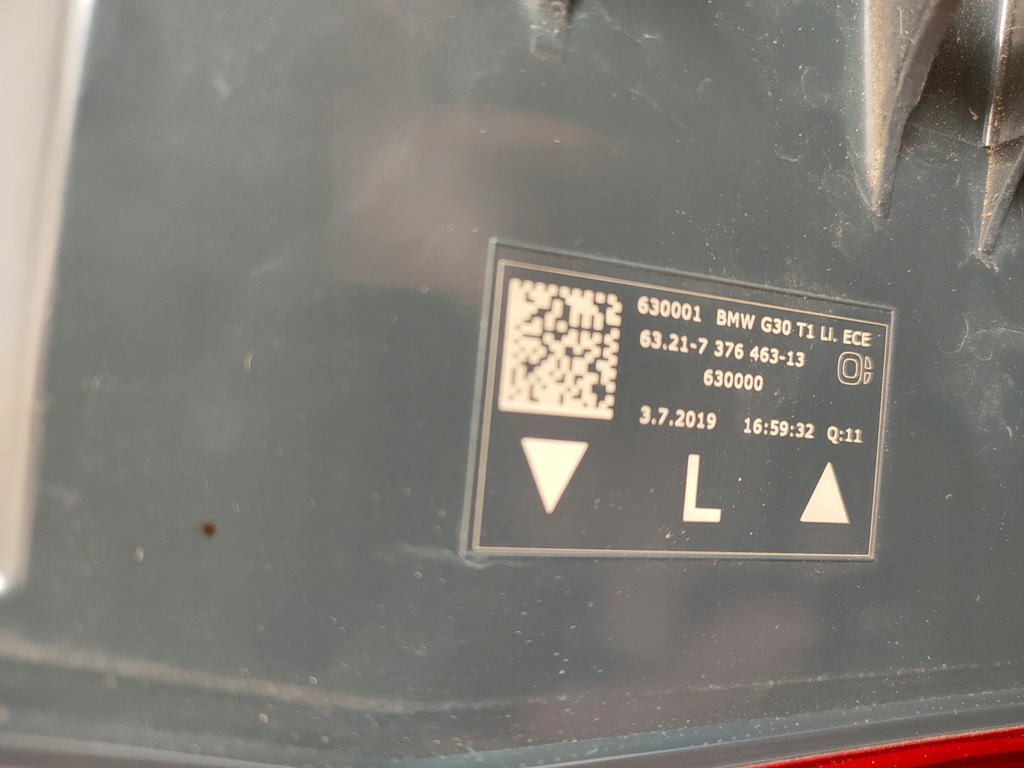 630001 BMW G30 T1 Li. ECE
63.21-7 376 463-13
630000
3.7.2019 16:59:32 Q:11
L